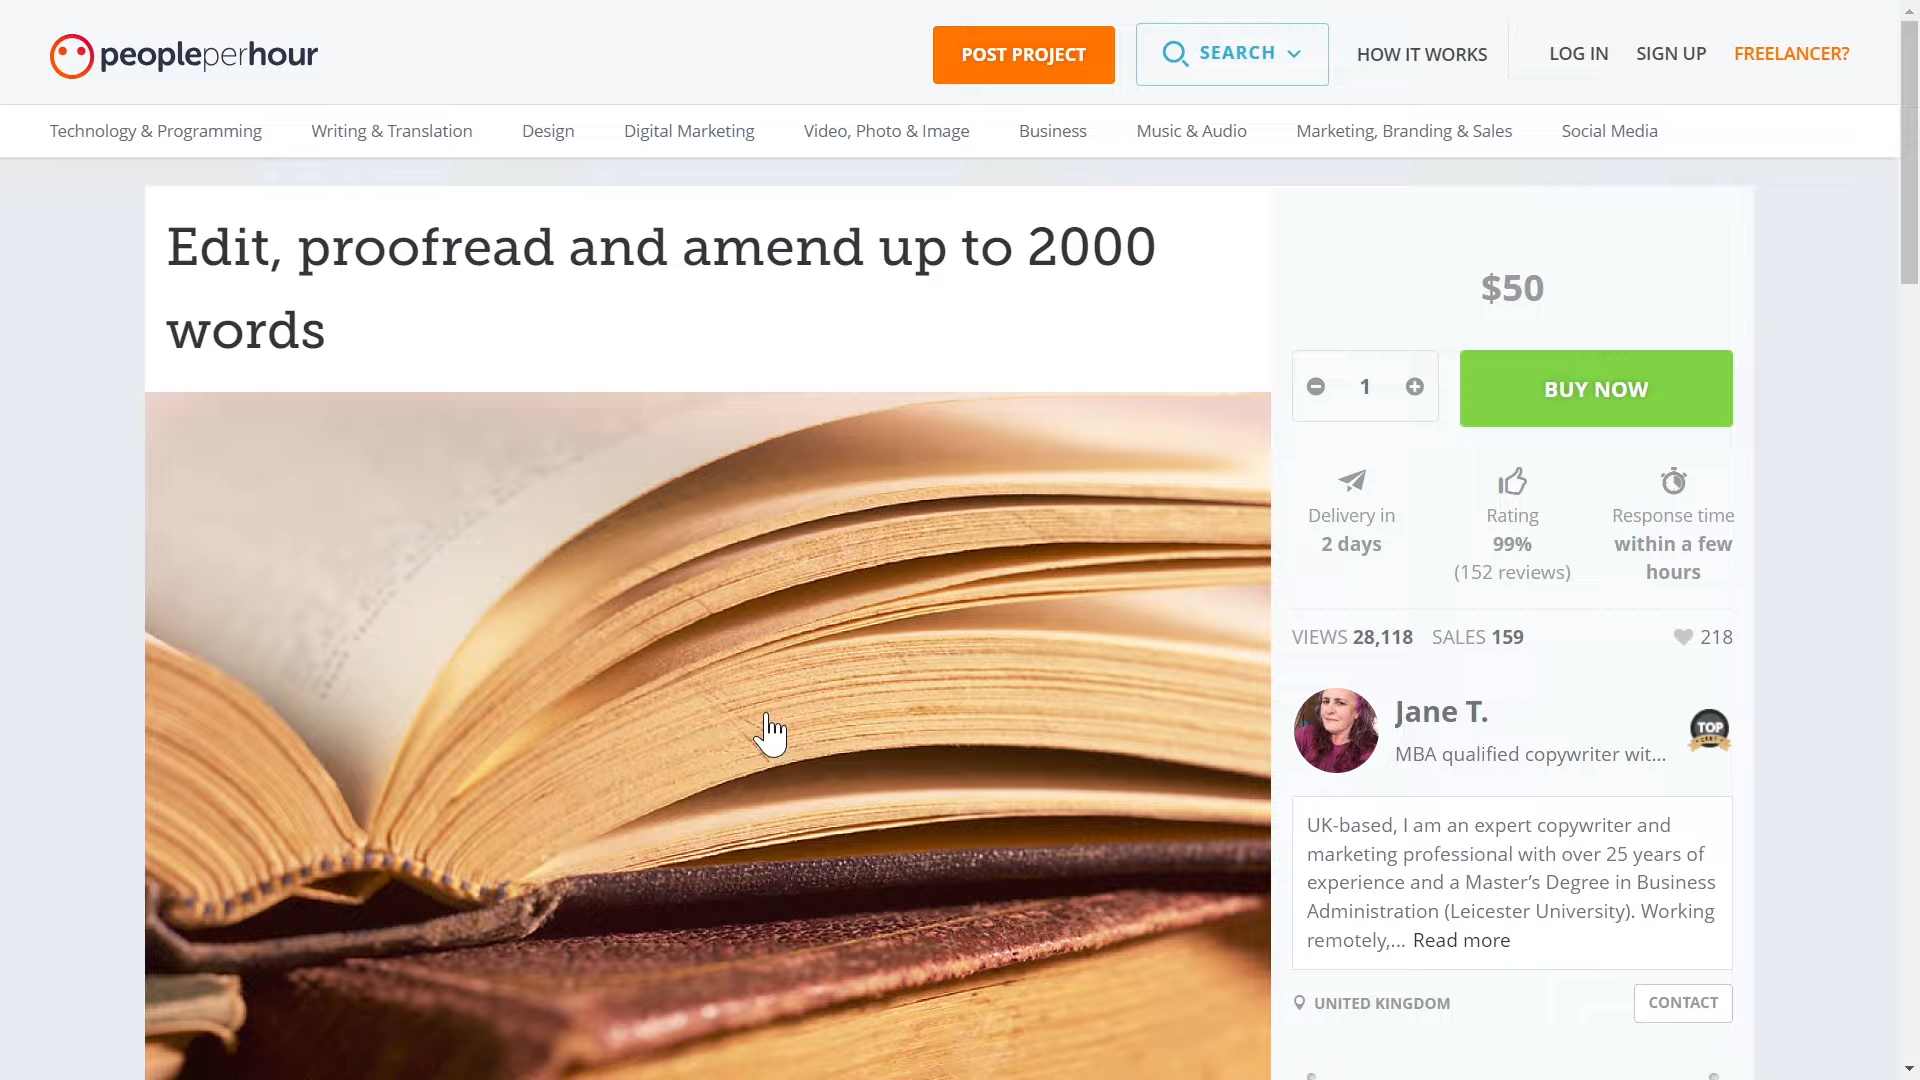 peopleperhour
POST PROJECT
SEARCH
HOW IT WORKS
LOG IN
SIGN UP
FREELANCER?
Technology & Programming
Writing & Translation
Design
Digital Marketing
Video, Photo & Image
Business
Music & Audio
Marketing, Branding & Sales
Social Media
Edit, proofread and amend up to 2000
words
$50
1
BUY NOW
Delivery in
2 days
Rating
99%
(152 reviews)
Response time
within a few
hours
VIEWS 28,118 SALES 159
218
Jane T.
MBA qualified copywriter wit...
TOP
UK-based, I am an expert copywriter and
marketing professional with over 25 years of
experience and a Master’s Degree in Business
Administration (Leicester University). Working
remotely,... Read more
UNITED KINGDOM
CONTACT